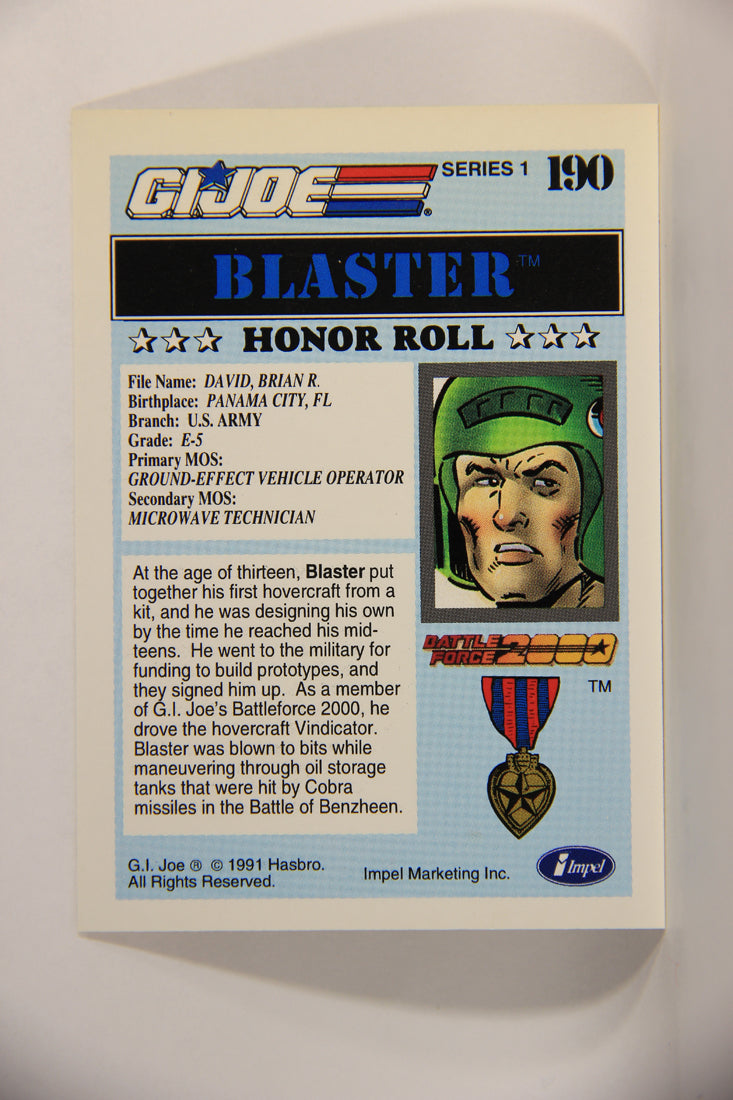 G.I. JOE®
SERIES 1
190
BLASTER™
HONOR ROLL
File Name: DAVID, BRIAN R.
Birthplace: PANAMA CITY, FL
Branch: U.S. ARMY
Grade: E-5
Primary MOS:
GROUND-EFFECT VEHICLE OPERATOR
Secondary MOS:
MICROWAVE TECHNICIAN
At the age of thirteen, Blaster put
together his first hovercraft from a
kit, and he was designing his own
by the time he reached his mid-
teens. He went to the military for
funding to build prototypes, and
they signed him up. As a member
of G.I. Joe's Battleforce 2000, he
drove the hovercraft Vindicator.
Blaster was blown to bits while
maneuvering through oil storage
tanks that were hit by Cobra
missiles in the Battle of Benzheen.
BATTLE
FORCE 2000
TM
G.I. Joe ® © 1991 Hasbro.
All Rights Reserved.
Impel Marketing Inc.
Impel